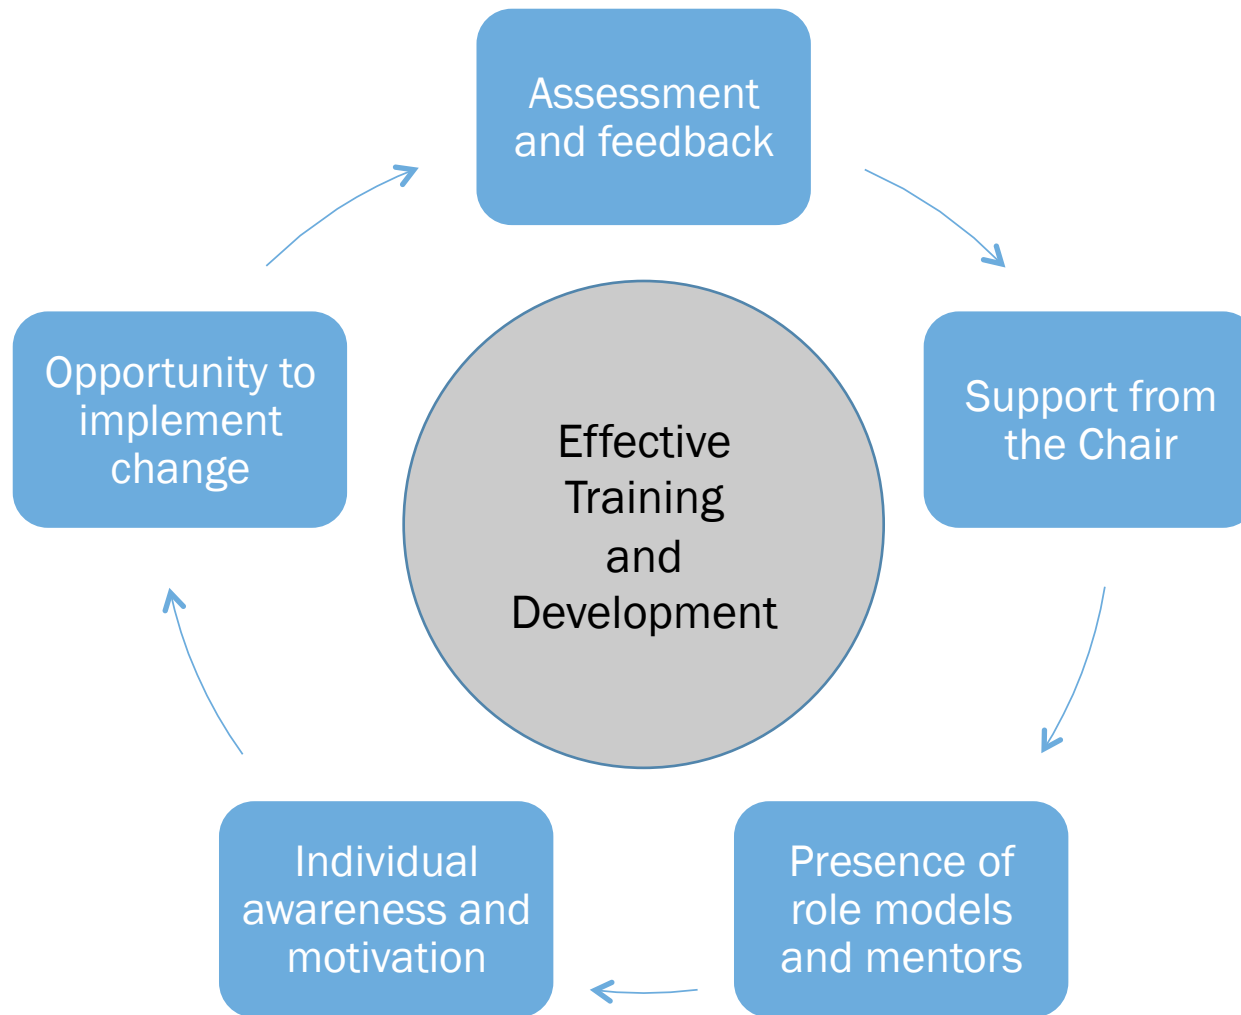 Assessment
and feedback
Support from
the Chair
Presence of
role models
and mentors
Individual
awareness and
motivation
Opportunity to
implement
change
Effective
Training
and
Development